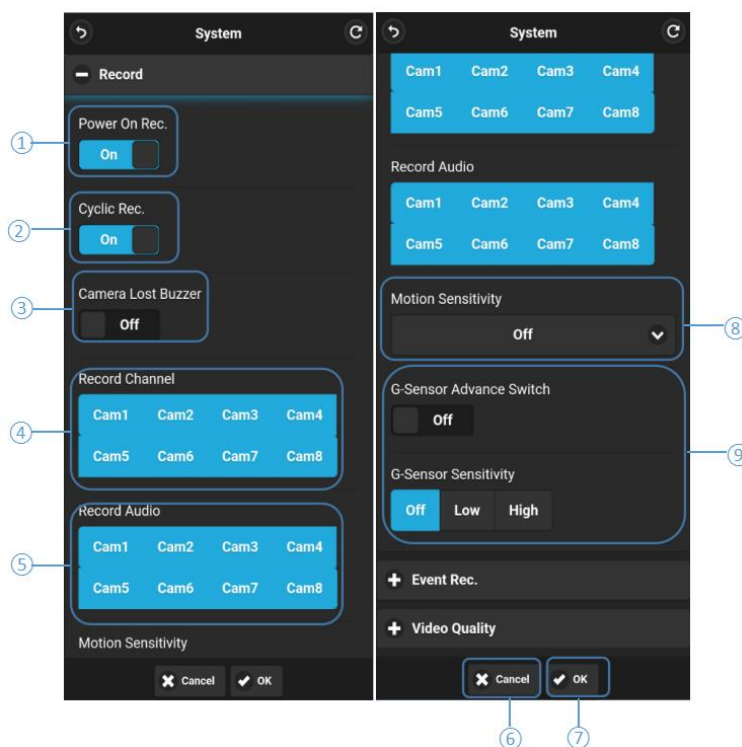 System
Record
① Power On Rec.
On
② Cyclic Rec.
On
③ Camera Lost Buzzer
Off
④ Record Channel
Cam1 Cam2 Cam3 Cam4
Cam5 Cam6 Cam7 Cam8
⑤ Record Audio
Cam1 Cam2 Cam3 Cam4
Cam5 Cam6 Cam7 Cam8
Motion Sensitivity
Cancel OK
System
Cam1 Cam2 Cam3 Cam4
Cam5 Cam6 Cam7 Cam8
Record Audio
Cam1 Cam2 Cam3 Cam4
Cam5 Cam6 Cam7 Cam8
Motion Sensitivity
Off ⑧
G-Sensor Advance Switch
Off
G-Sensor Sensitivity ⑨
Off Low High
Event Rec.
Video Quality
Cancel OK
⑥ ⑦